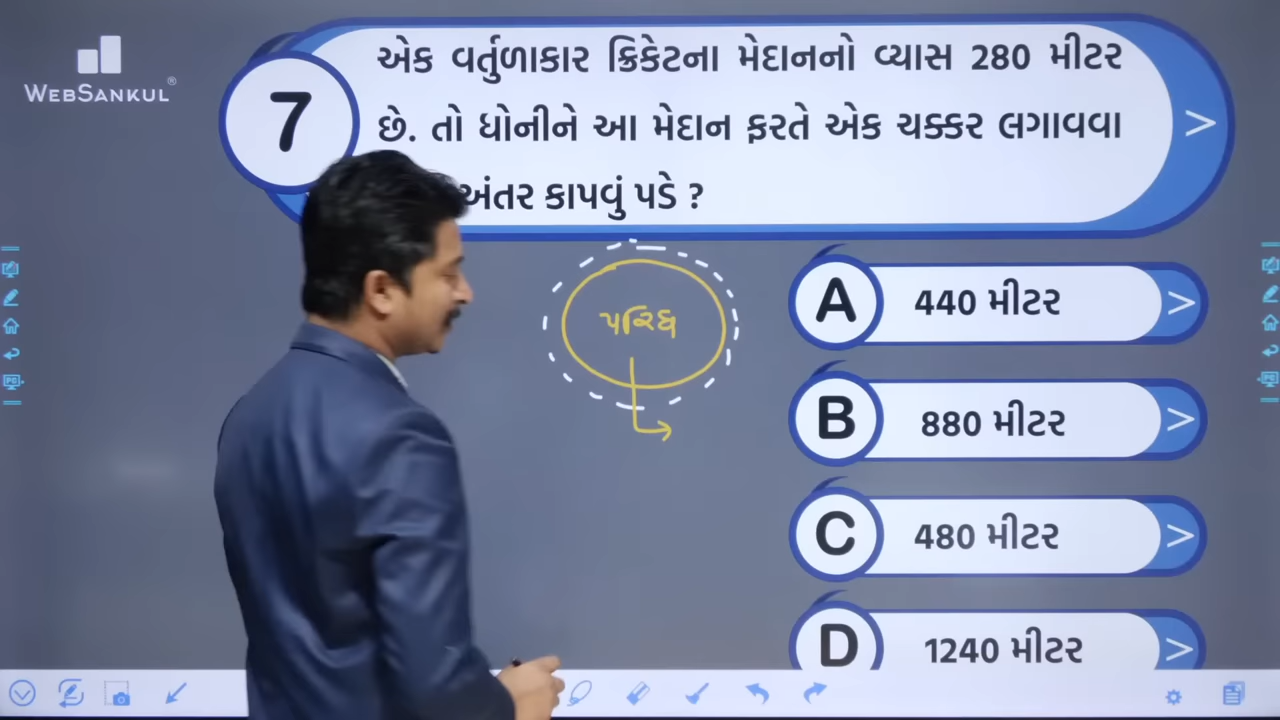 WEBSANKUL®
7
એક વર્તુળાકાર ક્રિકેટના મેદાનનો વ્યાસ 280 મીટર
છે. તો ધોનીને આ મેદાન ફરતે એક ચક્કર લગાવવા
અંતર કાપવું પડે ?
પરિઘ
A 440 મીટર
B 880 મીટર
C 480 મીટર
D 1240 મીટર